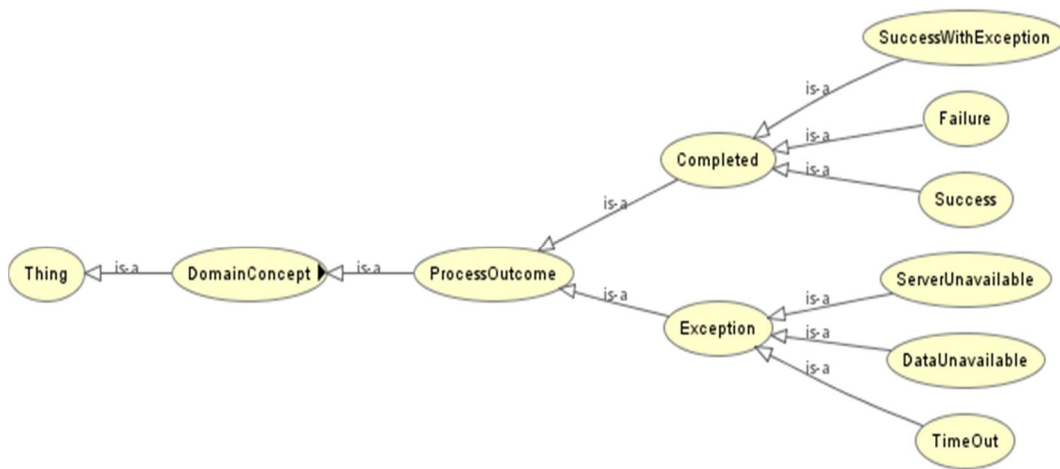 SuccessWithException
is-a
Failure
is-a
Completed
is-a
Success
is-a
Thing
is-a
DomainConcept
is-a
ProcessOutcome
ServerUnavailable
is-a
is-a
Exception
is-a
DataUnavailable
is-a
TimeOut